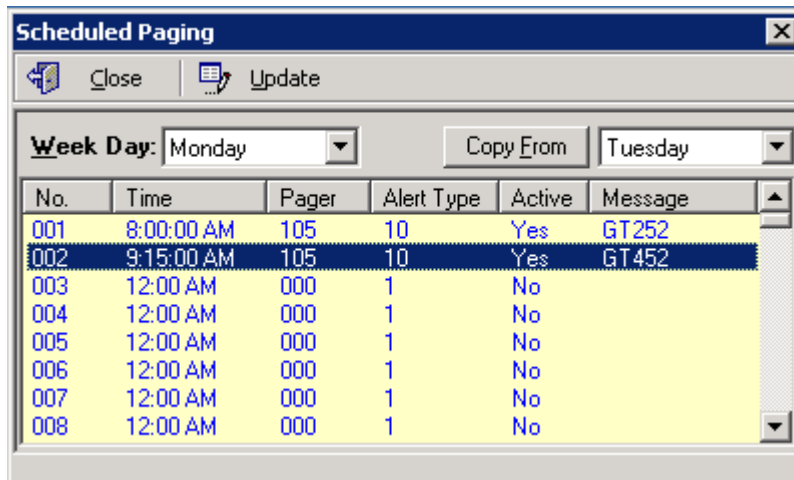 Scheduled Paging
Close Update
Week Day: Monday Copy From Tuesday
No. Time Pager Alert Type Active Message
001 8:00:00 AM 105 10 Yes GT252
002 9:15:00 AM 105 10 Yes GT452
003 12:00 AM 000 1 No
004 12:00 AM 000 1 No
005 12:00 AM 000 1 No
006 12:00 AM 000 1 No
007 12:00 AM 000 1 No
008 12:00 AM 000 1 No